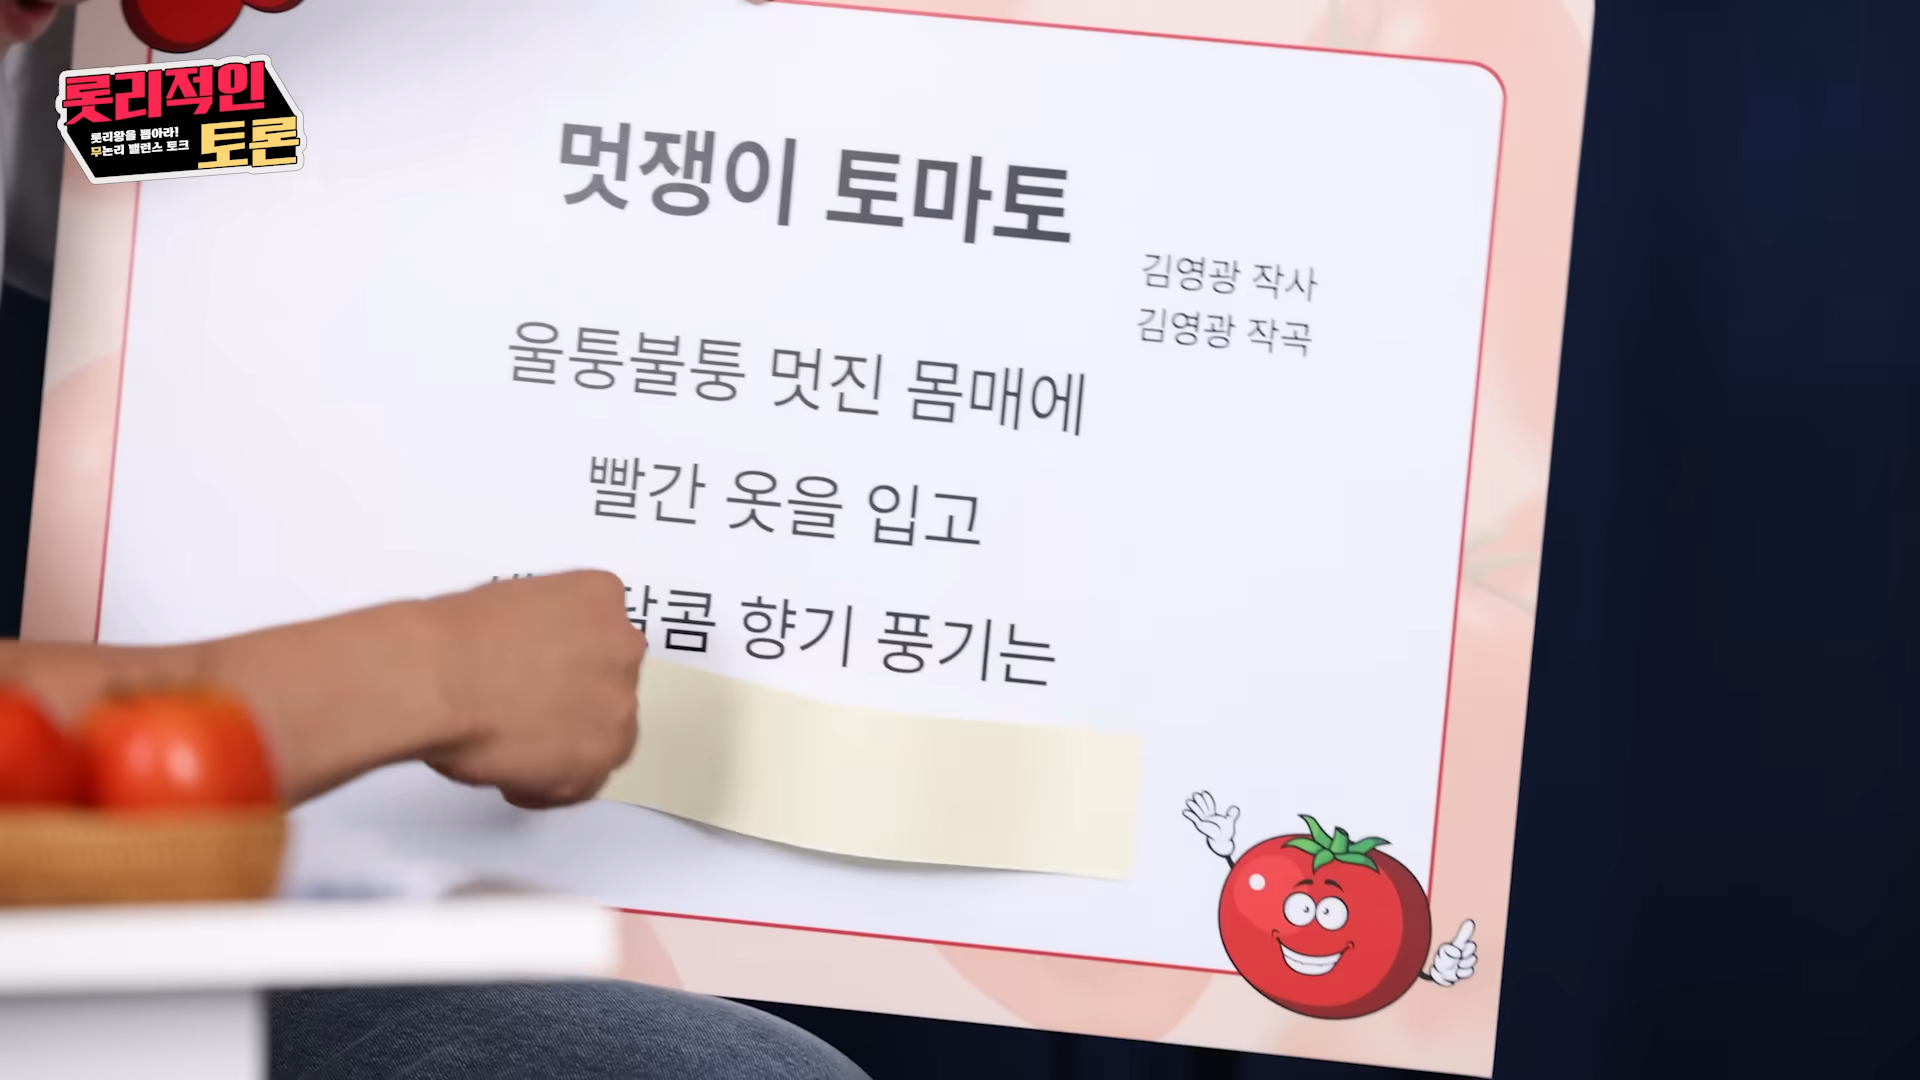 롯리적인
토론
롯리왕을 뽑아라!
무논리 밸런스 토크
멋쟁이 토마토
김영광 작사
김영광 작곡
울퉁불퉁 멋진 몸매에
빨간 옷을 입고
향기 풍기는